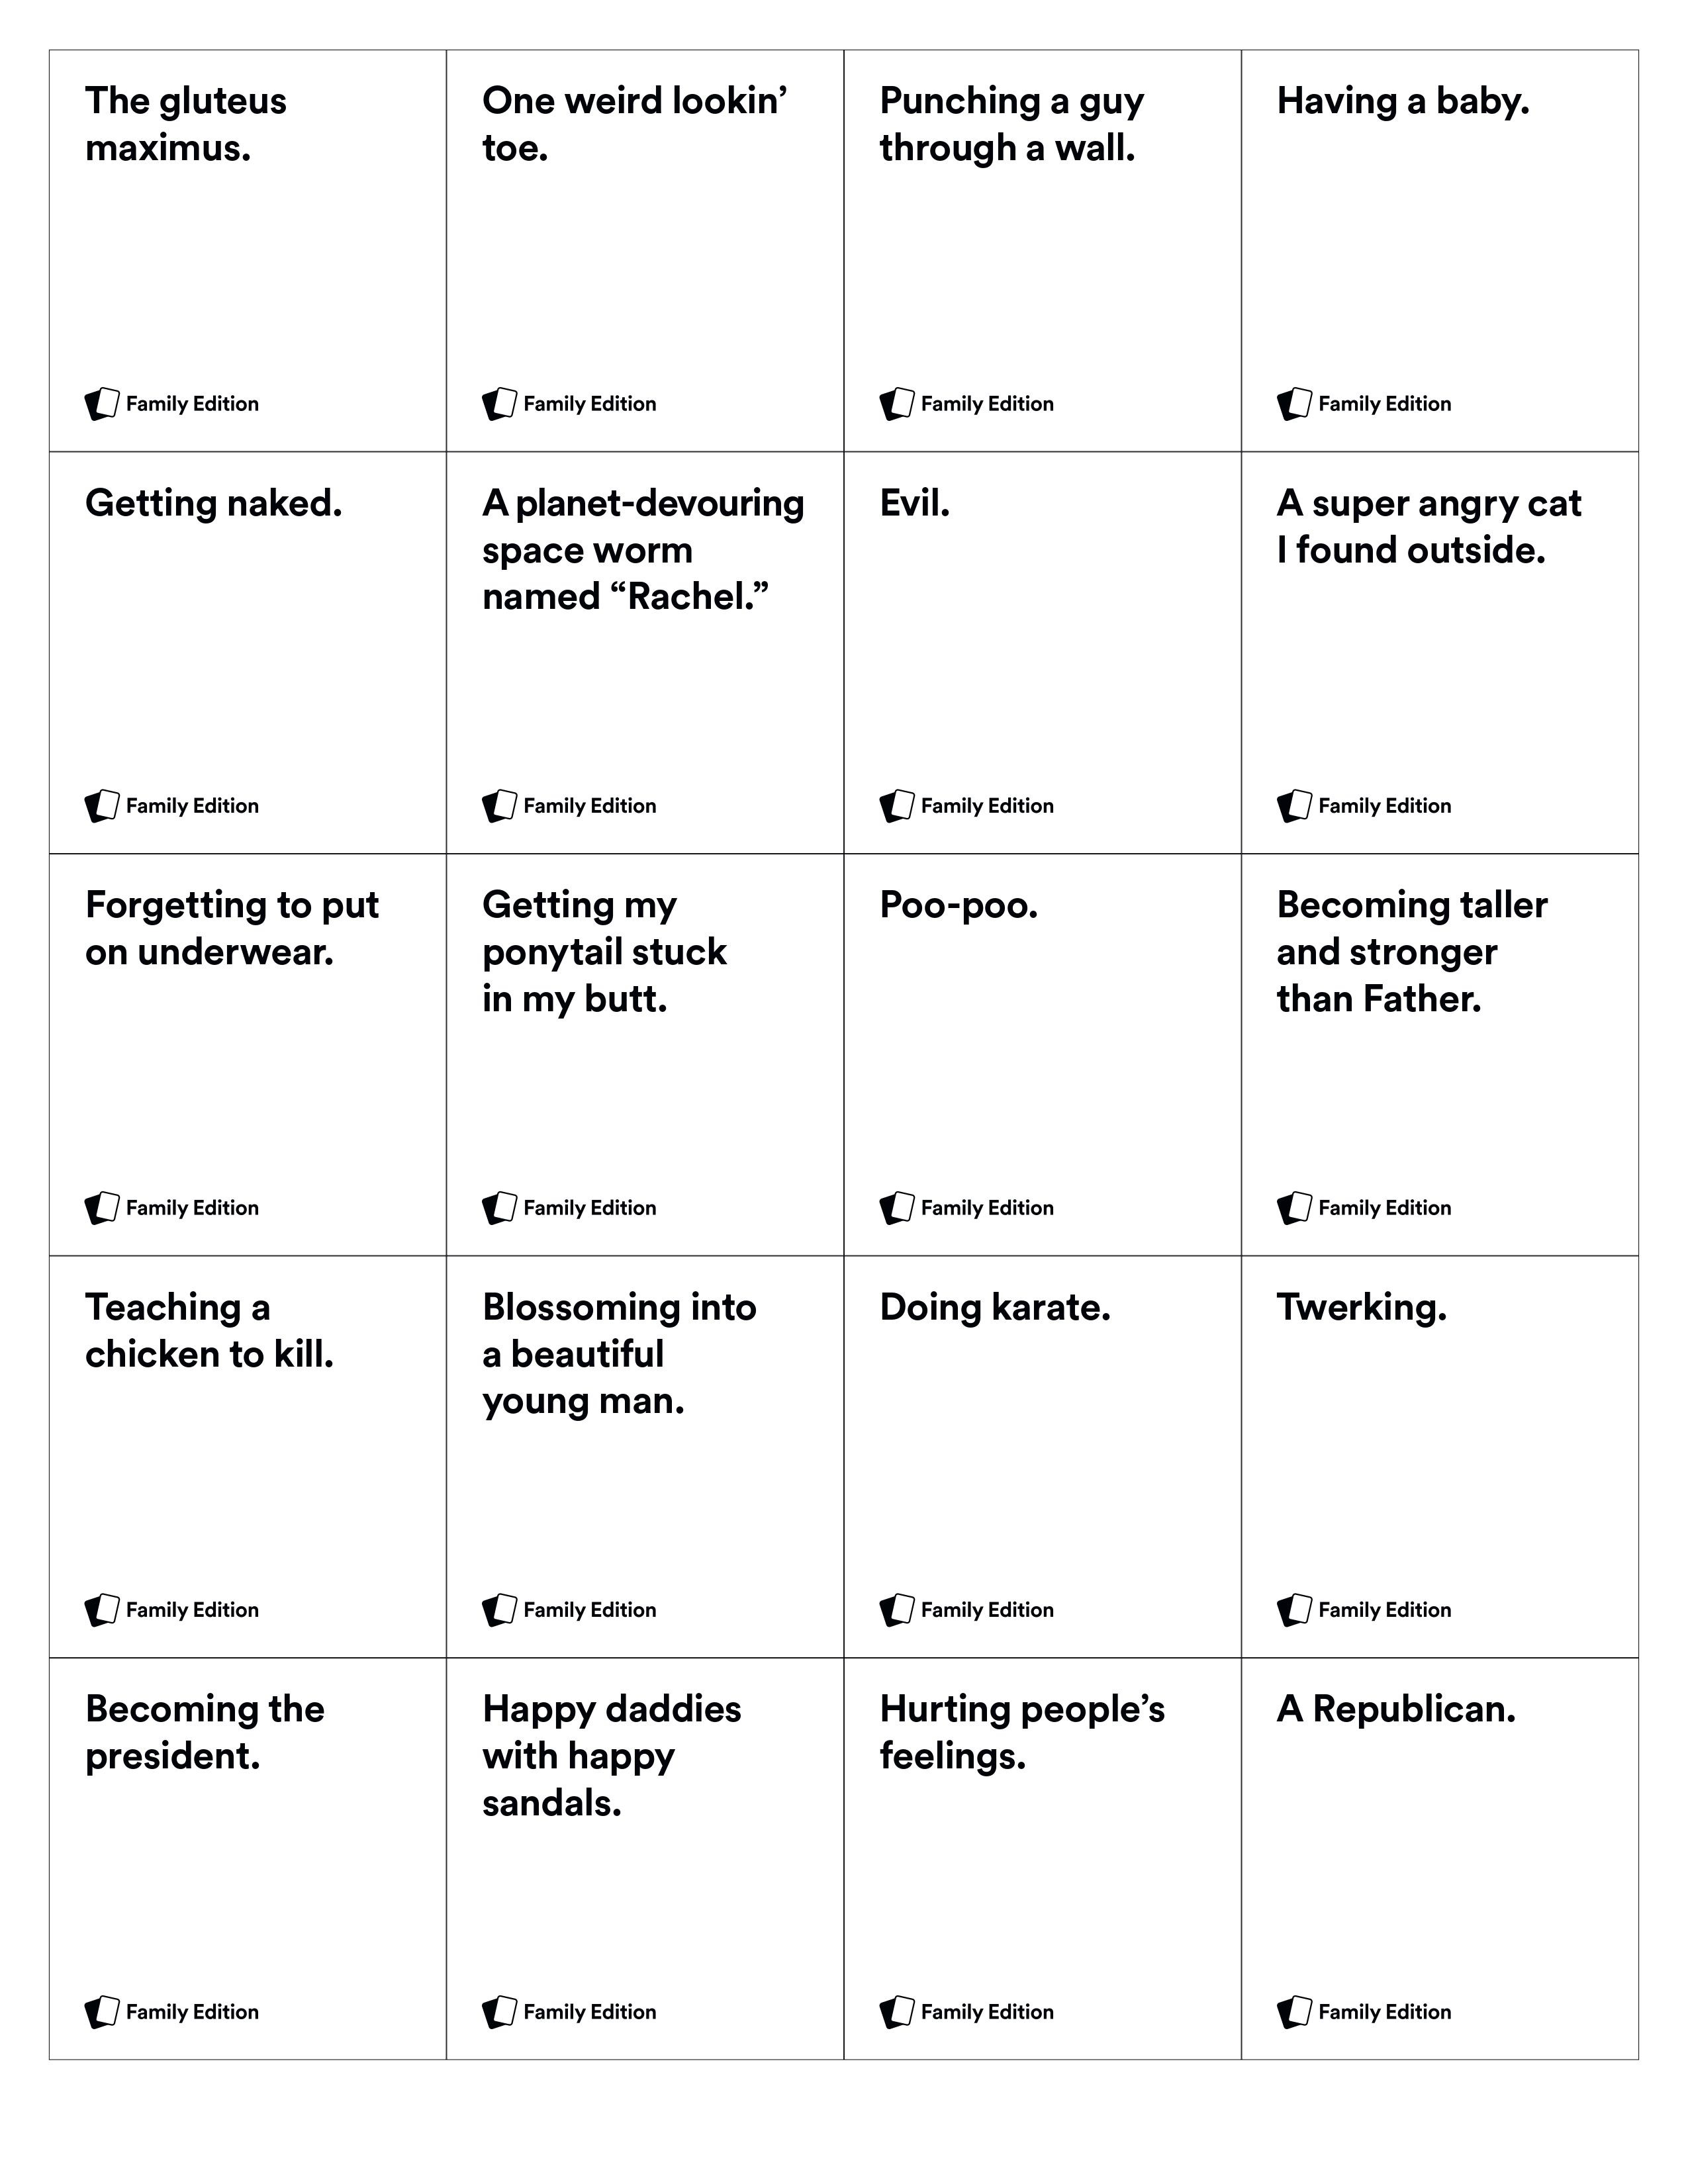 The gluteus
maximus.
Family Edition
One weird lookin’
toe.
Family Edition
Punching a guy
through a wall.
Family Edition
Having a baby.
Family Edition
Getting naked.
Family Edition
A planet-devouring
space worm
named “Rachel.”
Family Edition
Evil.
Family Edition
A super angry cat
I found outside.
Family Edition
Forgetting to put
on underwear.
Family Edition
Getting my
ponytail stuck
in my butt.
Family Edition
Poo-poo.
Family Edition
Becoming taller
and stronger
than Father.
Family Edition
Teaching a
chicken to kill.
Family Edition
Blossoming into
a beautiful
young man.
Family Edition
Doing karate.
Family Edition
Twerking.
Family Edition
Becoming the
president.
Family Edition
Happy daddies
with happy
sandals.
Family Edition
Hurting people’s
feelings.
Family Edition
A Republican.
Family Edition